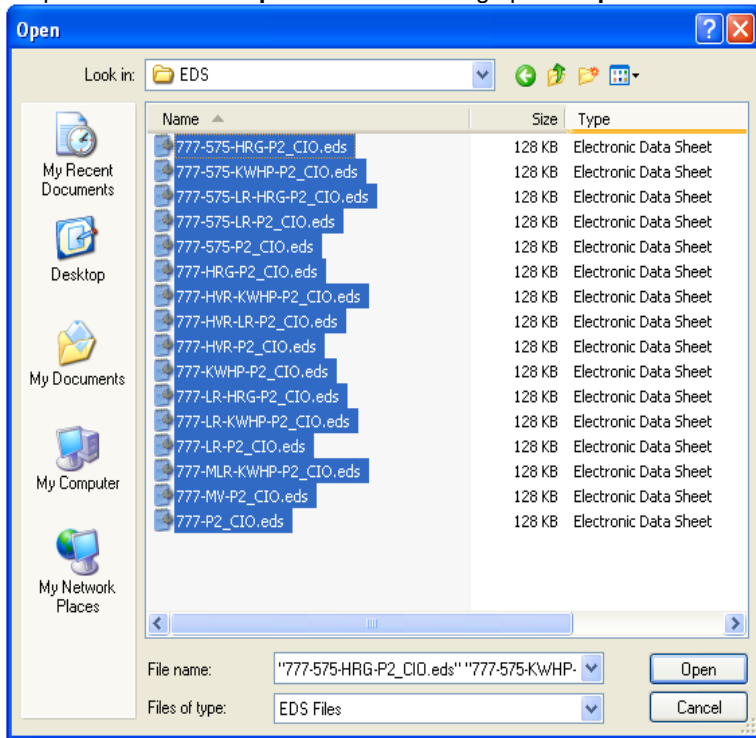 Open
Look in:
EDS
My Recent
Documents
Desktop
My Documents
My Computer
My Network
Places
Name Size Type
777-575-HRG-P2_CIO.eds 128 KB Electronic Data Sheet
777-575-KWHP-P2_CIO.eds 128 KB Electronic Data Sheet
777-575-LR-HRG-P2_CIO.eds 128 KB Electronic Data Sheet
777-575-LR-P2_CIO.eds 128 KB Electronic Data Sheet
777-575-P2_CIO.eds 128 KB Electronic Data Sheet
777-HRG-P2_CIO.eds 128 KB Electronic Data Sheet
777-HVR-KWHP-P2_CIO.eds 128 KB Electronic Data Sheet
777-HVR-LR-P2_CIO.eds 128 KB Electronic Data Sheet
777-HVR-P2_CIO.eds 128 KB Electronic Data Sheet
777-KWHP-P2_CIO.eds 128 KB Electronic Data Sheet
777-LR-HRG-P2_CIO.eds 128 KB Electronic Data Sheet
777-LR-KWHP-P2_CIO.eds 128 KB Electronic Data Sheet
777-LR-P2_CIO.eds 128 KB Electronic Data Sheet
777-MLR-KWHP-P2_CIO.eds 128 KB Electronic Data Sheet
777-MV-P2_CIO.eds 128 KB Electronic Data Sheet
777-P2_CIO.eds 128 KB Electronic Data Sheet
File name: "777-575-HRG-P2_CIO.eds" "777-575-KWHP- Open
Files of type: EDS Files Cancel